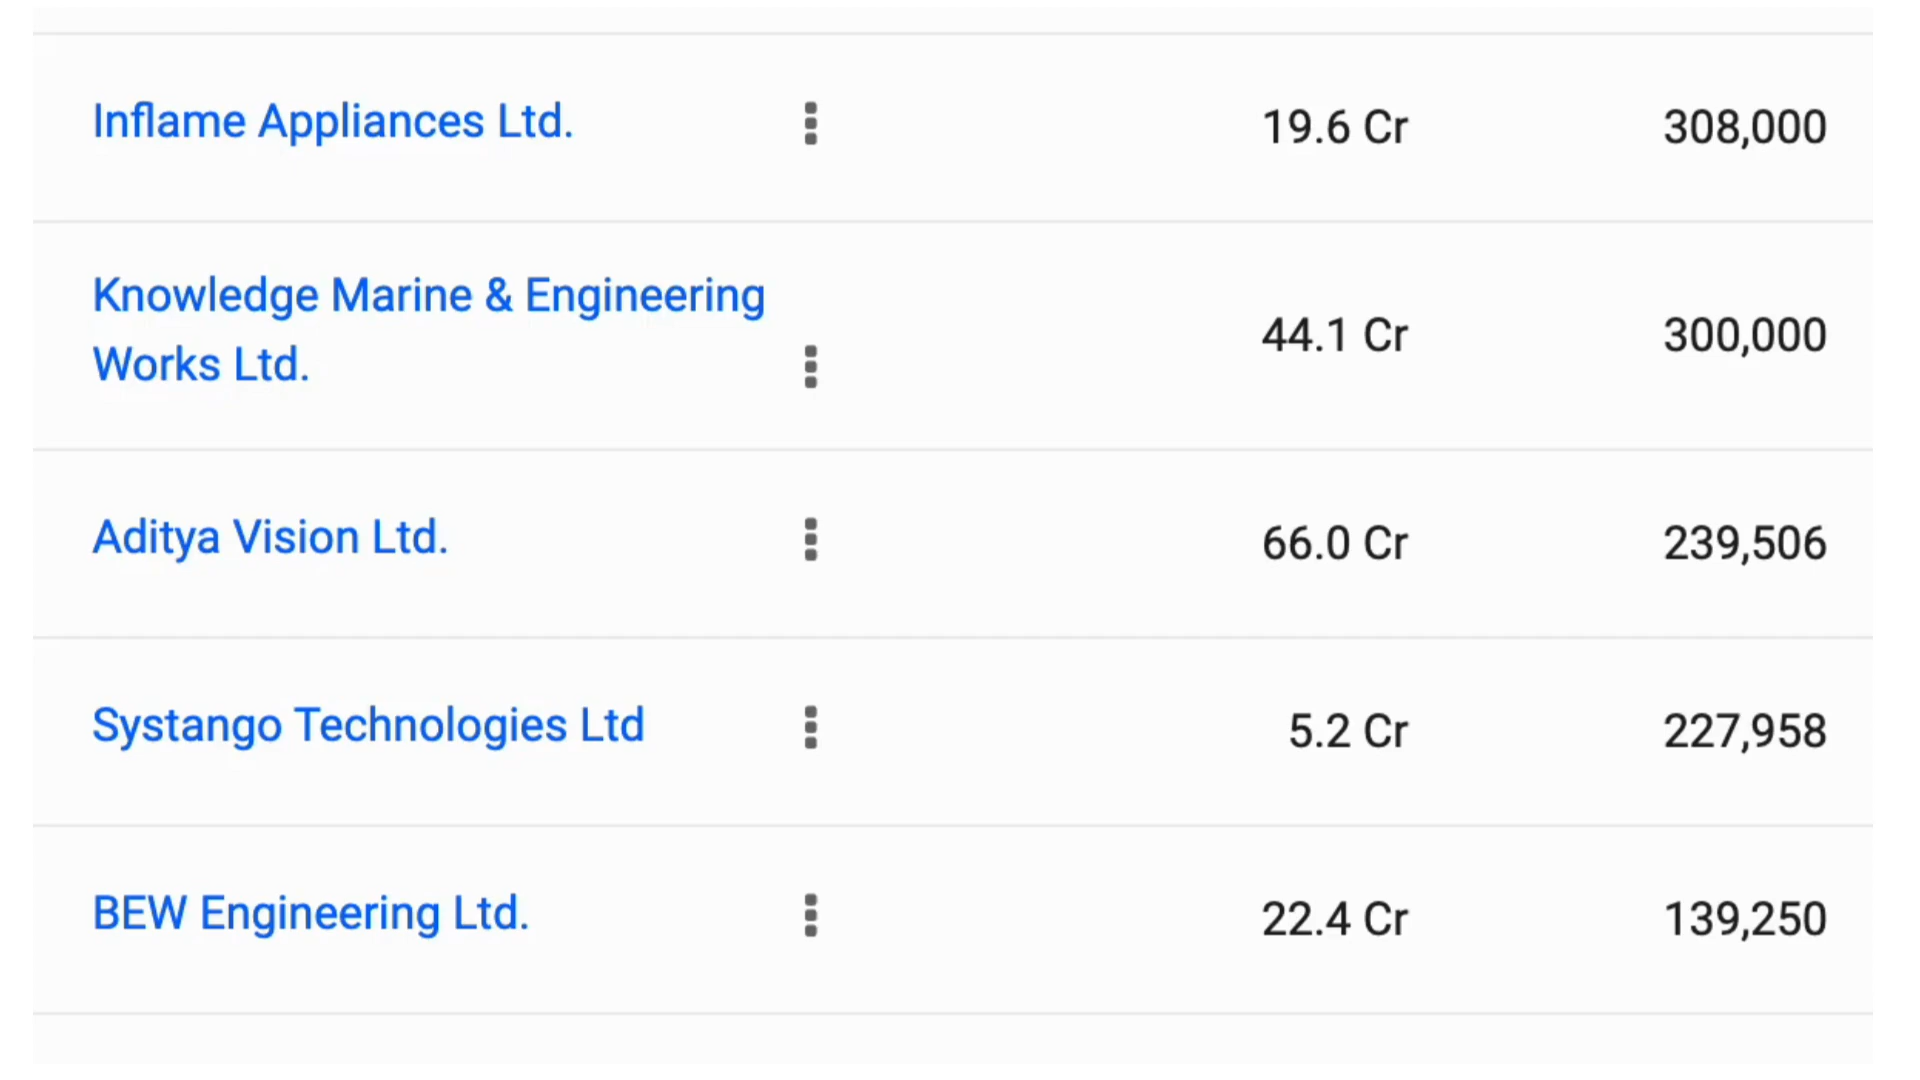 Inflame Appliances Ltd. 19.6 Cr 308,000
Knowledge Marine & Engineering
Works Ltd. 44.1 Cr 300,000
Aditya Vision Ltd. 66.0 Cr 239,506
Systango Technologies Ltd 5.2 Cr 227,958
BEW Engineering Ltd. 22.4 Cr 139,250